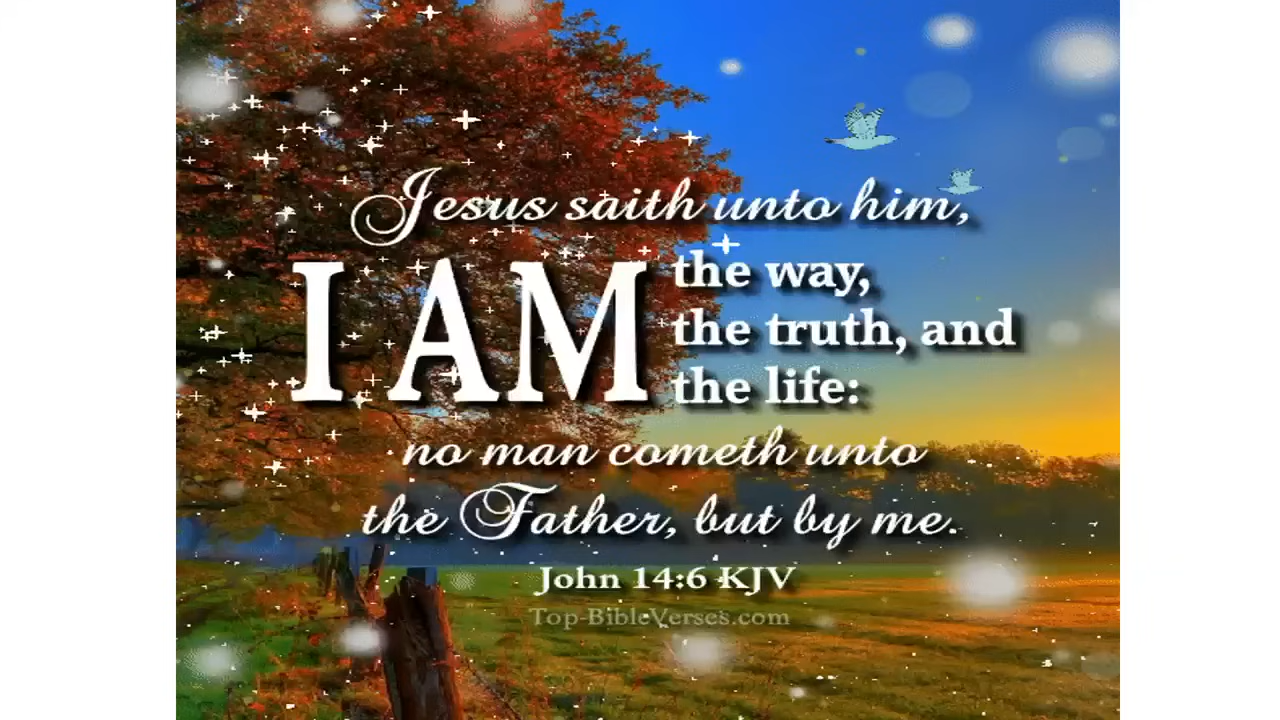 Jesus saith unto him,
I AM
the way,
the truth, and
the life:
no man cometh unto
the Father, but by me.
John 14:6 KJV
Top-BibleVerses.com